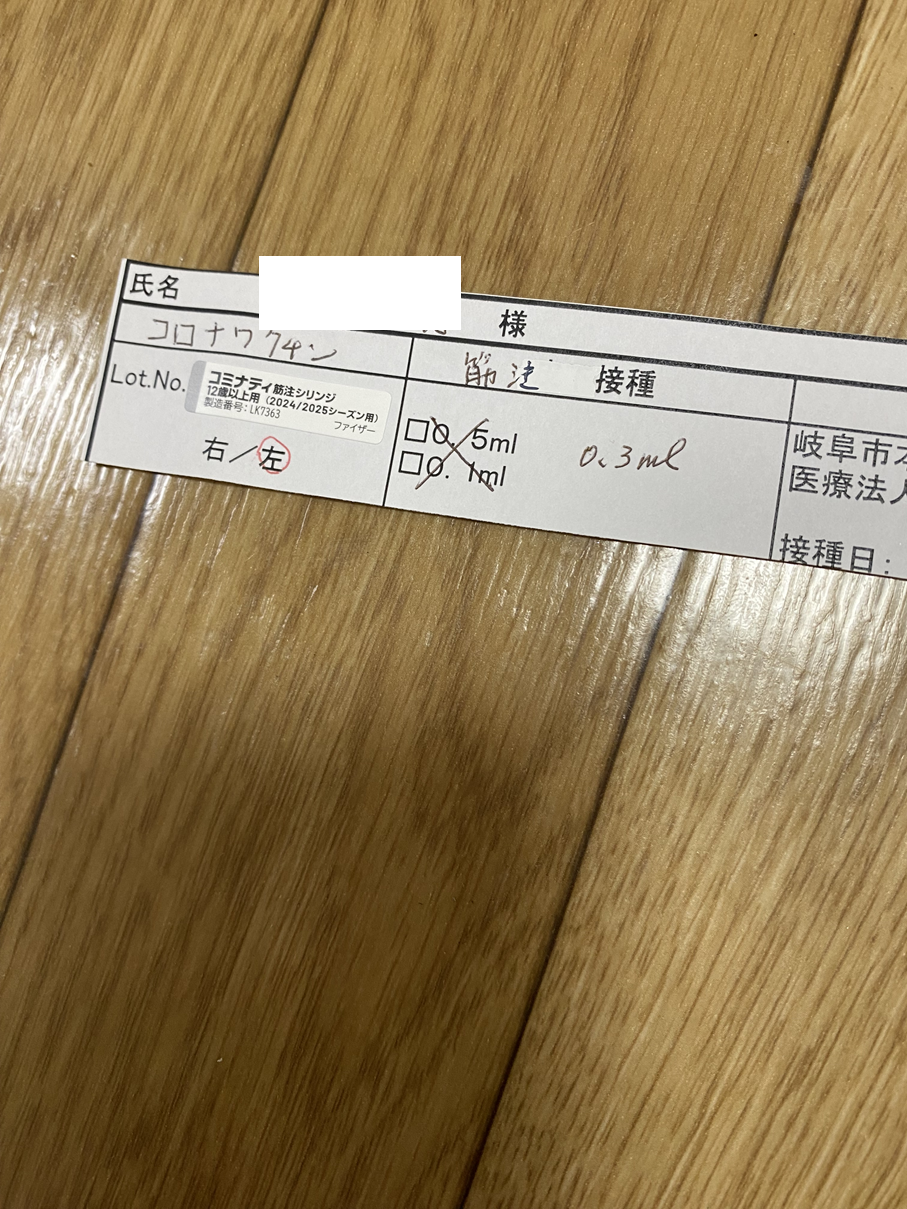 氏名 様
コロナワクチン
筋注 接種
Lot.No.
コミナティ筋注シリンジ
12歳以上用（2024/2025シーズン用）
製造番号：LK7363
ファイザー
右／左
□0.5ml
□0.1ml
0.3ml
岐阜市
医療法人
接種日：